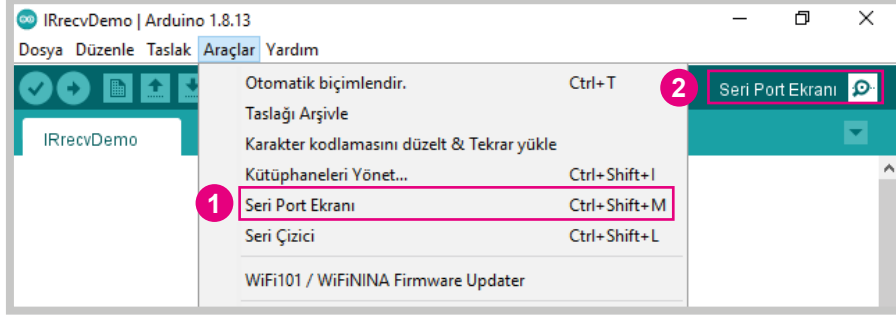 IRrecvDemo | Arduino 1.8.13
Dosya Düzenle Taslak Araçlar Yardım
2 Seri Port Ekranı
IRrecvDemo
Otomatik biçimlendir. Ctrl+T
Taslağı Arşivle
Karakter kodlamasını düzelt & Tekrar yükle
Kütüphaneleri Yönet... Ctrl+Shift+I
1 Seri Port Ekranı Ctrl+Shift+M
Seri Çizici Ctrl+Shift+L
WiFi101 / WiFiNINA Firmware Updater